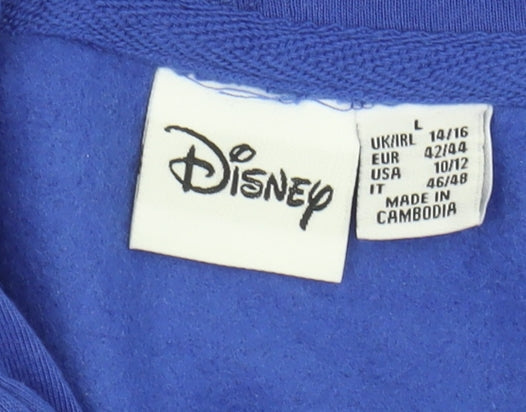 Disney
L
UK/IRL 14/16
EUR 42/44
USA 10/12
IT 46/48
MADE IN
CAMBODIA